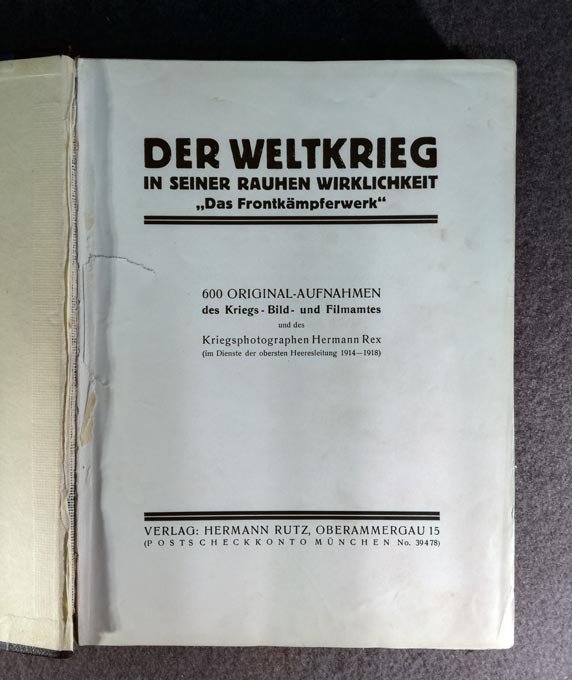 DER WELTKRIEG
IN SEINER RAUHEN WIRKLICHKEIT
„Das Frontkämpferwerk“
600 ORIGINAL-AUFNAHMEN
des Kriegs-Bild- und Filmamtes
und des
Kriegsphotographen Hermann Rex
(im Dienste der obersten Heeresleitung 1914—1918)
VERLAG: HERMANN RUTZ, OBERAMMERGAU 15
(POSTSCHECKKONTO MÜNCHEN No. 39478)